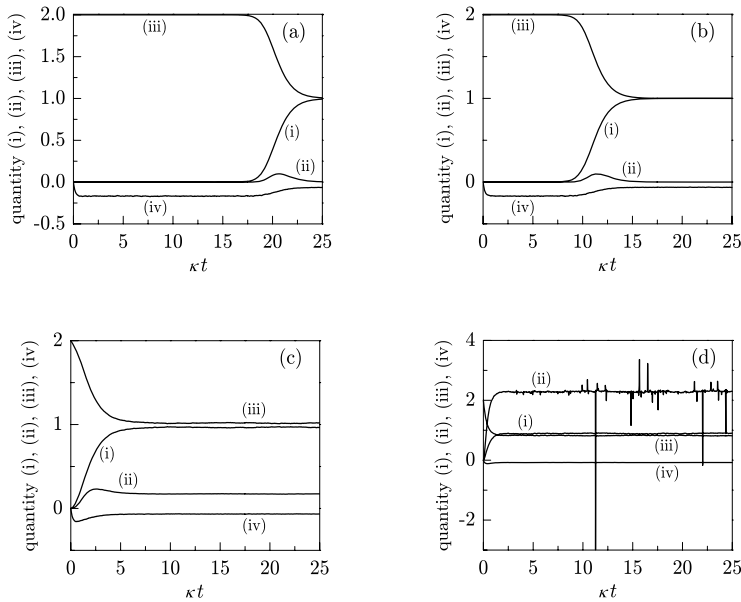 2.0
1.5
1.0
0.5
0.0
-0.5
0
5
10
15
20
25
quantity (i), (ii), (iii), (iv)
κt
(a)
(iii)
(i)
(ii)
(iv)
2
1
0
0
5
10
15
20
25
quantity (i), (ii), (iii), (iv)
κt
(b)
(iii)
(i)
(ii)
(iv)
2
1
0
0
5
10
15
20
25
quantity (i), (ii), (iii), (iv)
κt
(c)
(iii)
(i)
(ii)
(iv)
4
2
0
-2
0
5
10
15
20
25
quantity (i), (ii), (iii), (iv)
κt
(d)
(ii)
(i)
(iii)
(iv)